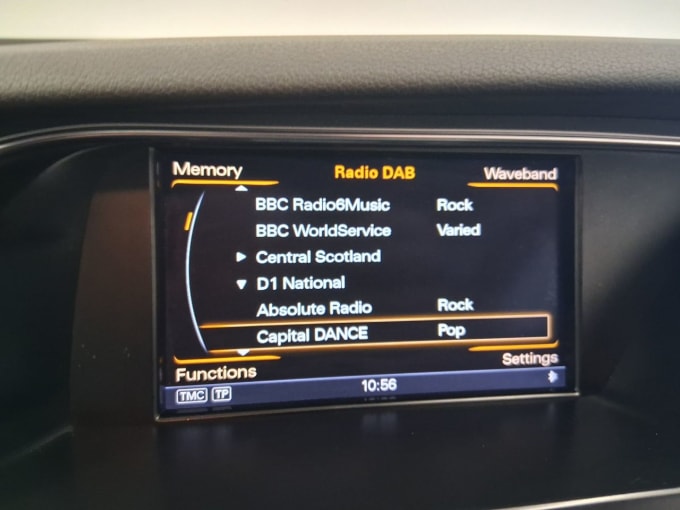 Memory Radio DAB Waveband
BBC Radio6Music Rock
BBC WorldService Varied
Central Scotland
D1 National
Absolute Radio Rock
Capital DANCE Pop
Functions Settings
TMC TP 10:56